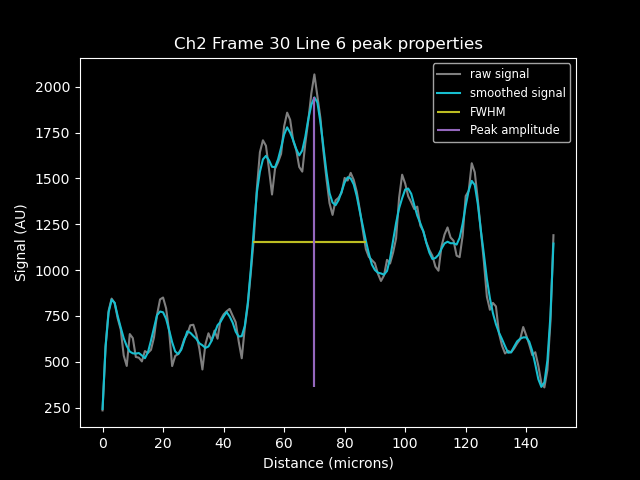 Ch2 Frame 30 Line 6 peak properties
raw signal
smoothed signal
FWHM
Peak amplitude
Signal (AU)
2000
1750
1500
1250
1000
750
500
250
0 20 40 60 80 100 120 140
Distance (microns)